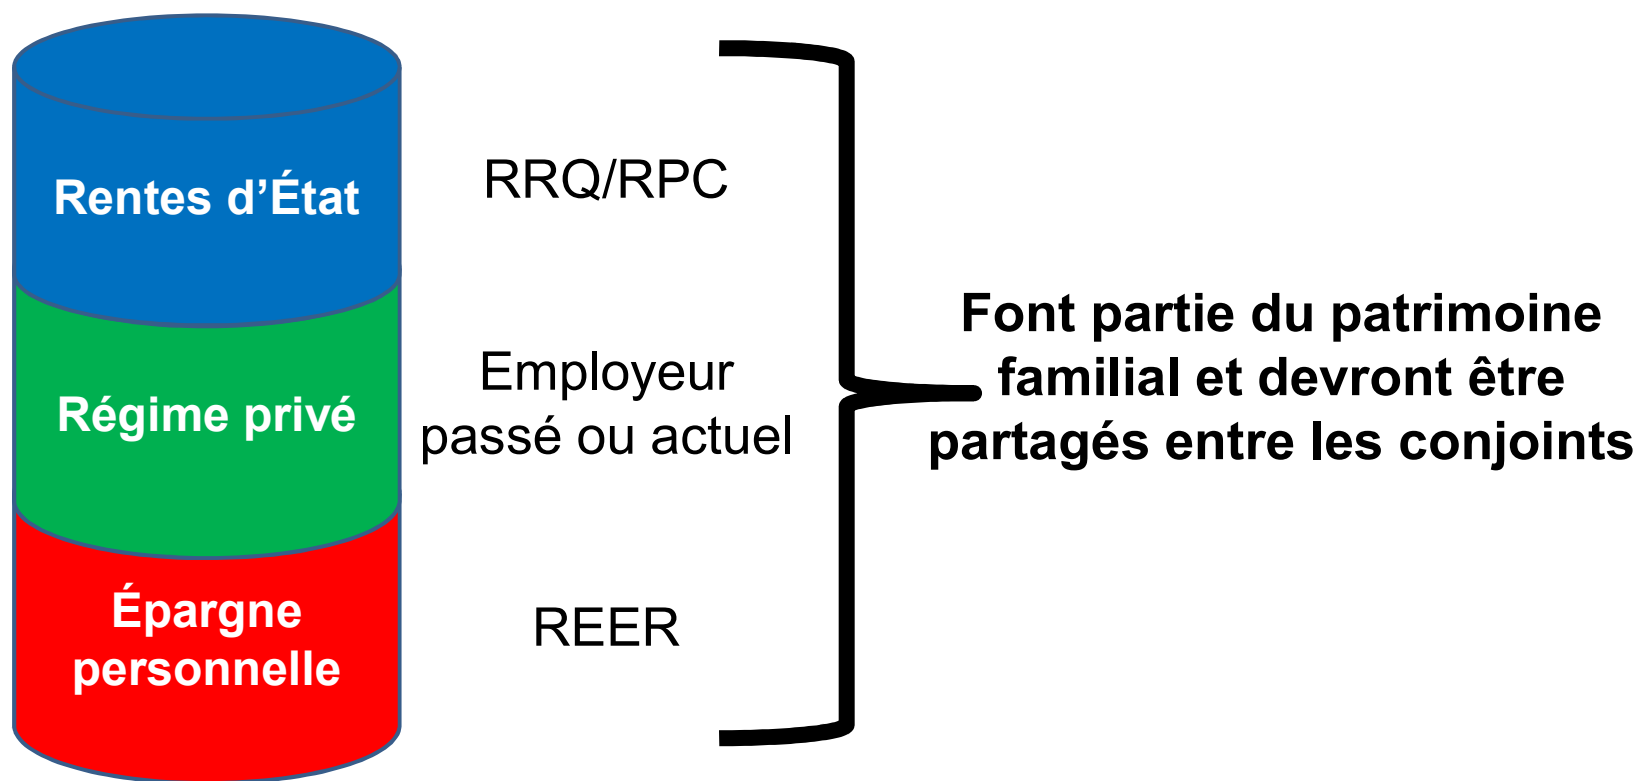 Rentes d’État
RRQ/RPC
Régime privé
Employeur
passé ou actuel
Épargne
personnelle
REER
Font partie du patrimoine
familial et devront être
partagés entre les conjoints